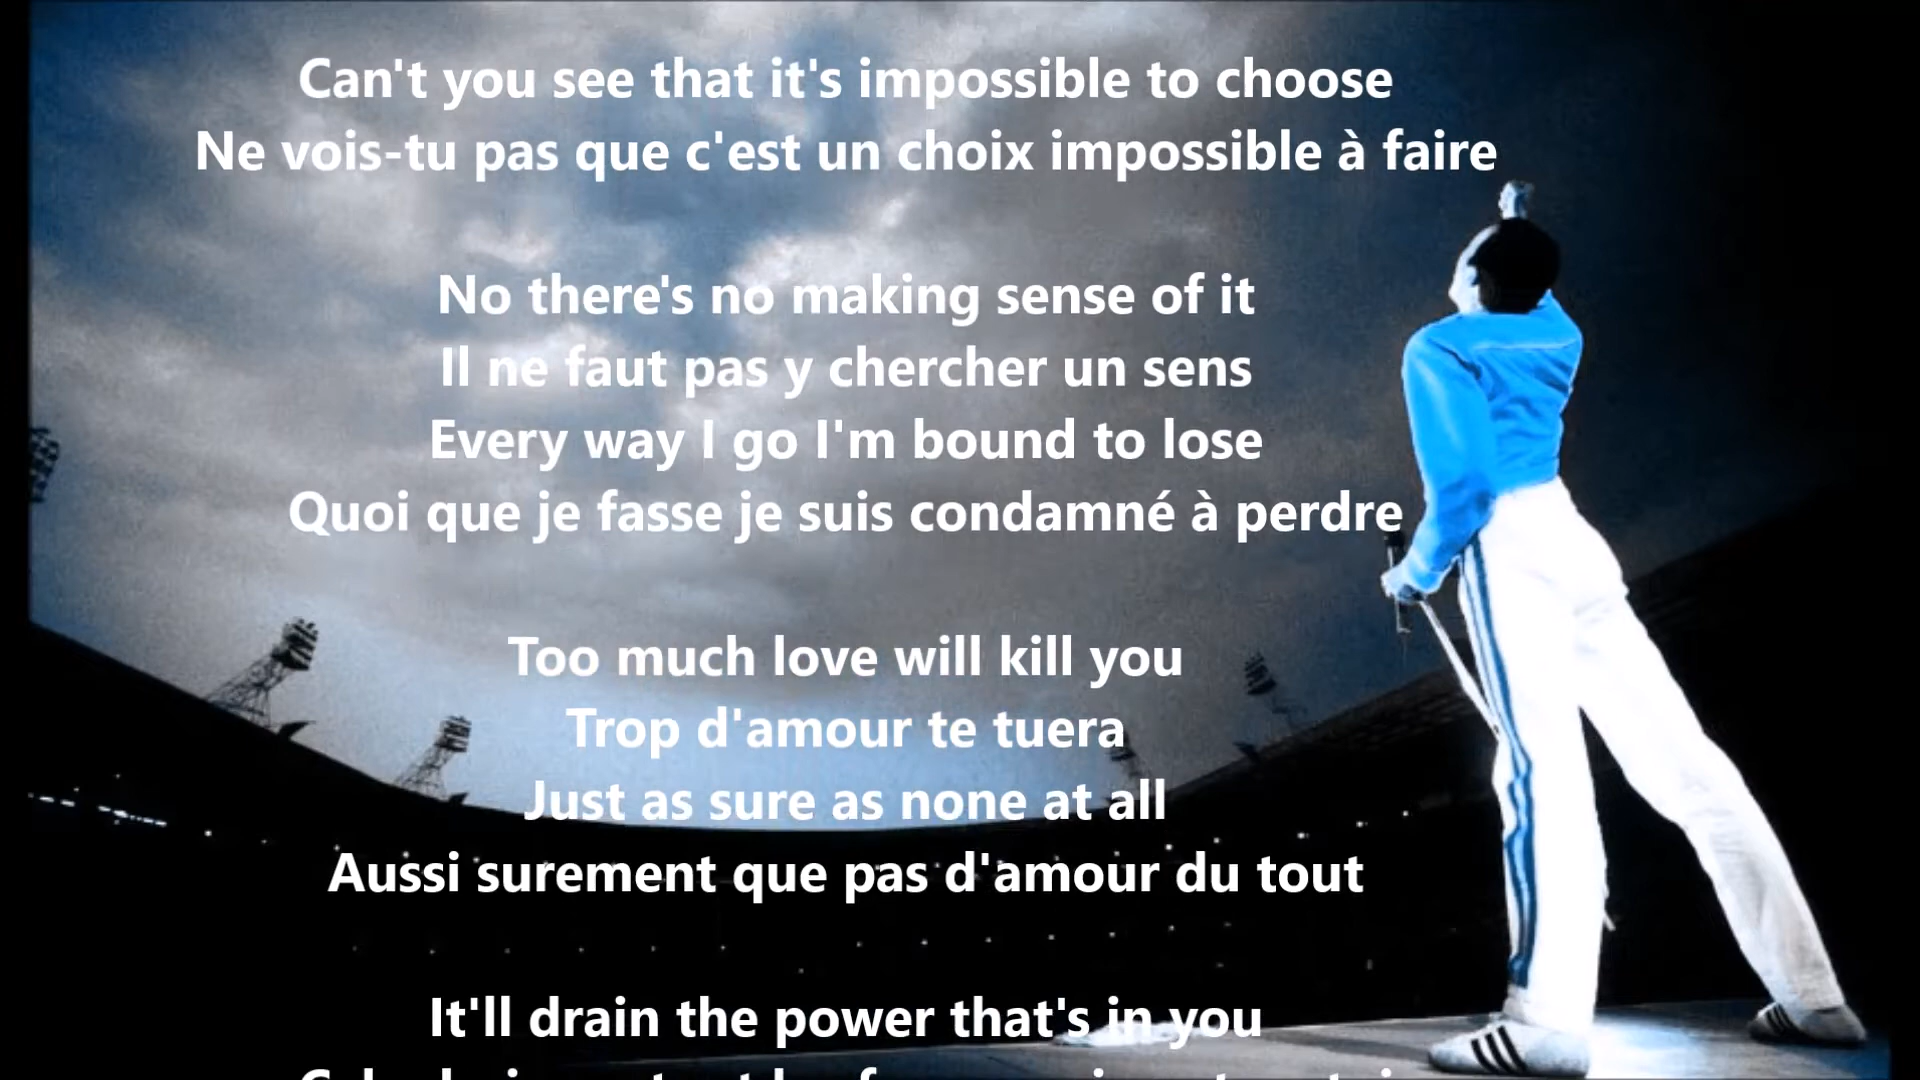 Can't you see that it's impossible to choose
Ne vois-tu pas que c'est un choix impossible à faire
No there's no making sense of it
Il ne faut pas y chercher un sens
Every way I go I'm bound to lose
Quoi que je fasse je suis condamné à perdre
Too much love will kill you
Trop d'amour te tuera
Just as sure as none at all
Aussi surement que pas d'amour du tout
It'll drain the power that's in you